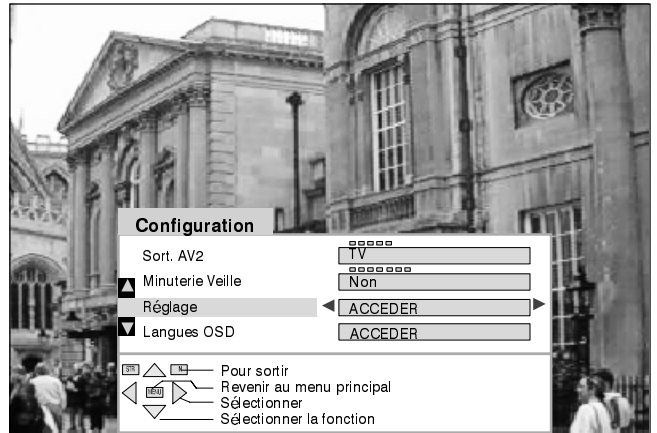 Configuration
Sort. AV2
TV
Minuterie Veille
Non
Réglage
ACCEDER
Langues OSD
ACCEDER
STR
N
Pour sortir
MENU
Revenir au menu principal
Sélectionner
Sélectionner la fonction